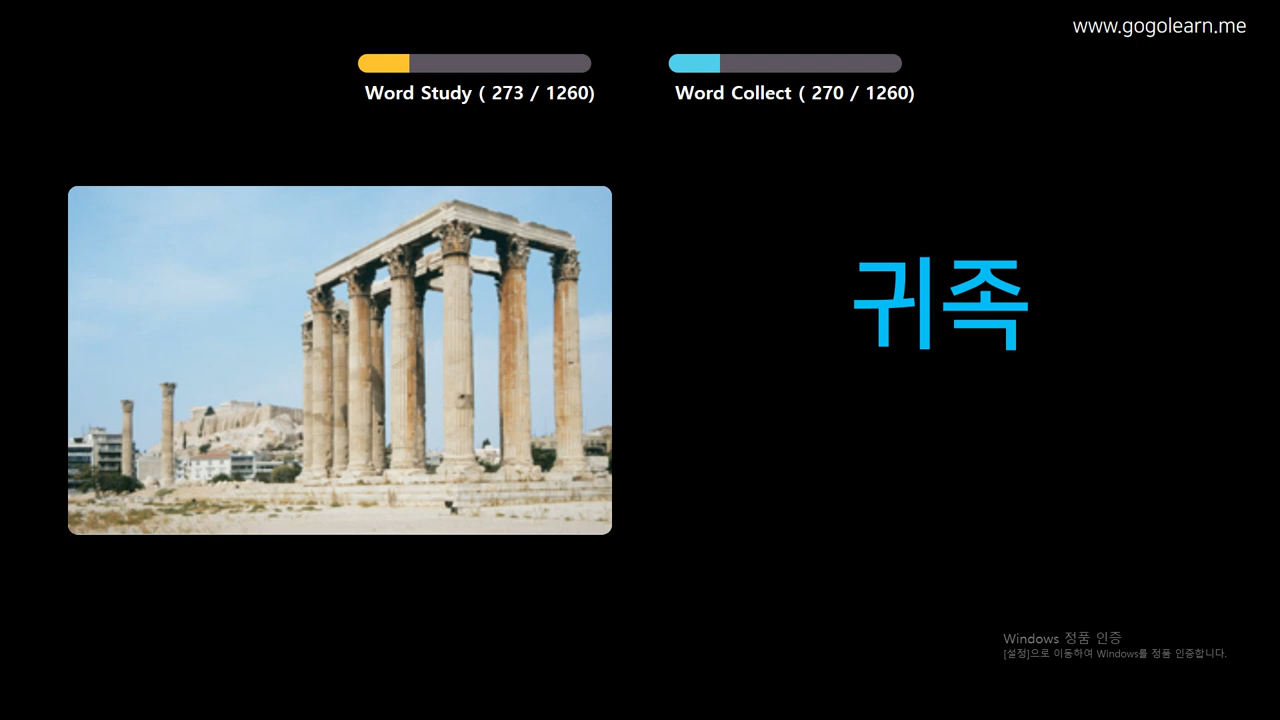 www.gogolearn.me
Word Study ( 273 / 1260)
Word Collect ( 270 / 1260)
귀족
Windows 정품 인증
[설정]으로 이동하여 Windows를 정품 인증합니다.